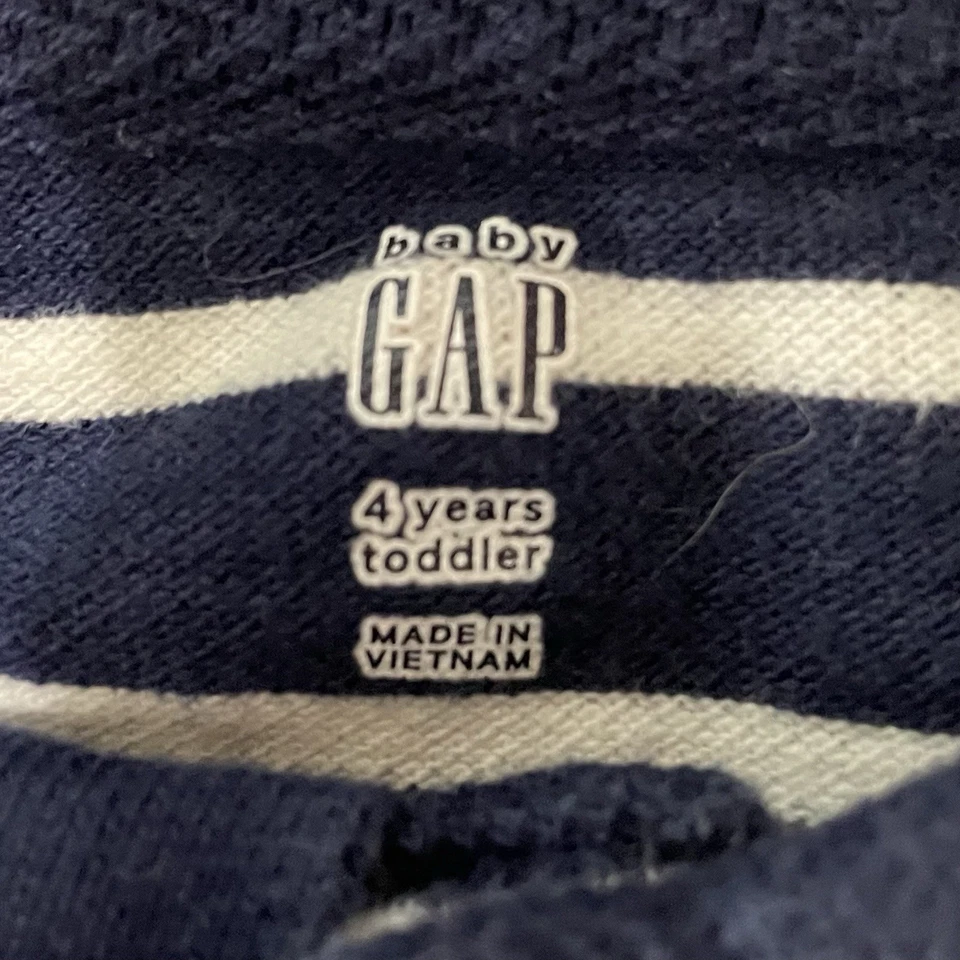 baby
GAP
4 years
toddler
MADE IN
VIETNAM